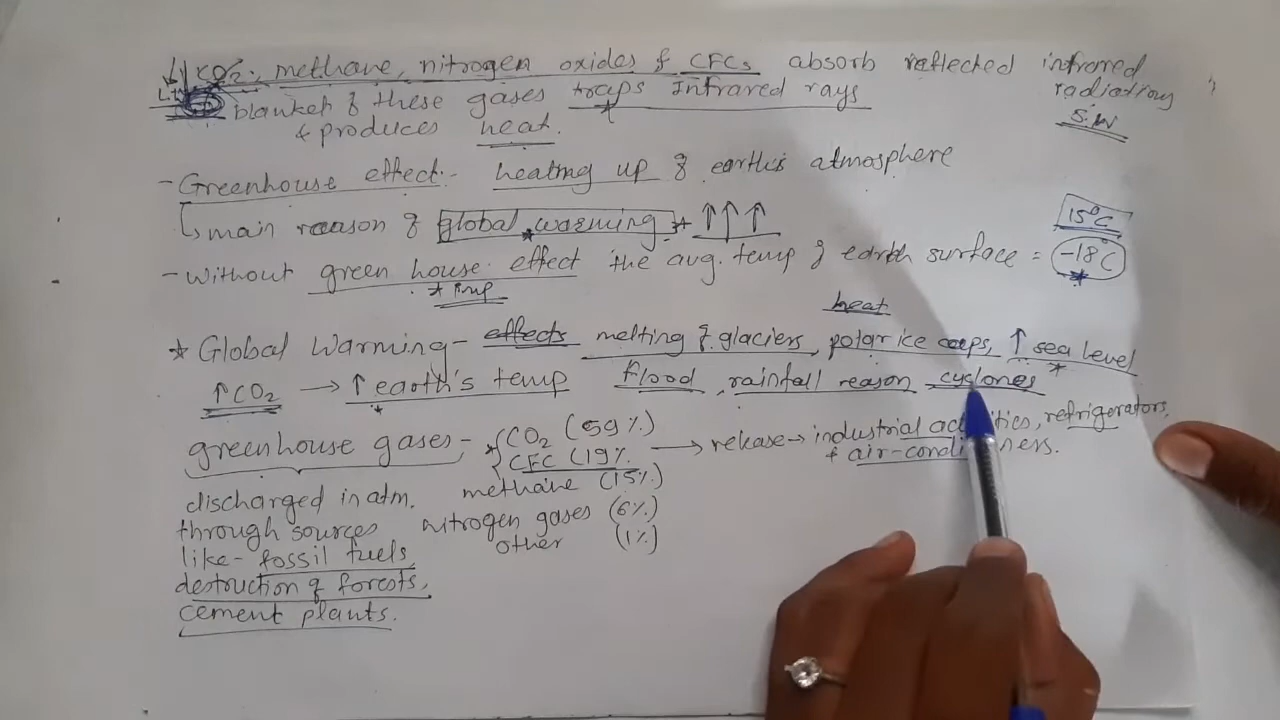 CO2, methane, nitrogen oxides & CFCs absorb reflected infrared radiations
blanket of these gases traps Infrared rays
& produces heat. S.W
- Greenhouse effect - heating up of earth's atmosphere
main reason of global warming ↑↑↑ 15°C
- without green house effect the avg. temp of earth surface = -18°C
* Imp
heat
* Global Warming - effects melting of glaciers, polar ice caps, ↑ sea level
↑CO2 → ↑ earth's temp flood, rainfall reason cyclones
greenhouse gases - CO2 (59%) → release → industrial activities, refrigerators,
CFC (19%. & air-conditioners.
discharged in atm. methane (15%)
through sources nitrogen gases (6%)
like - fossil fuels, other (1%)
destruction of forests,
cement plants.